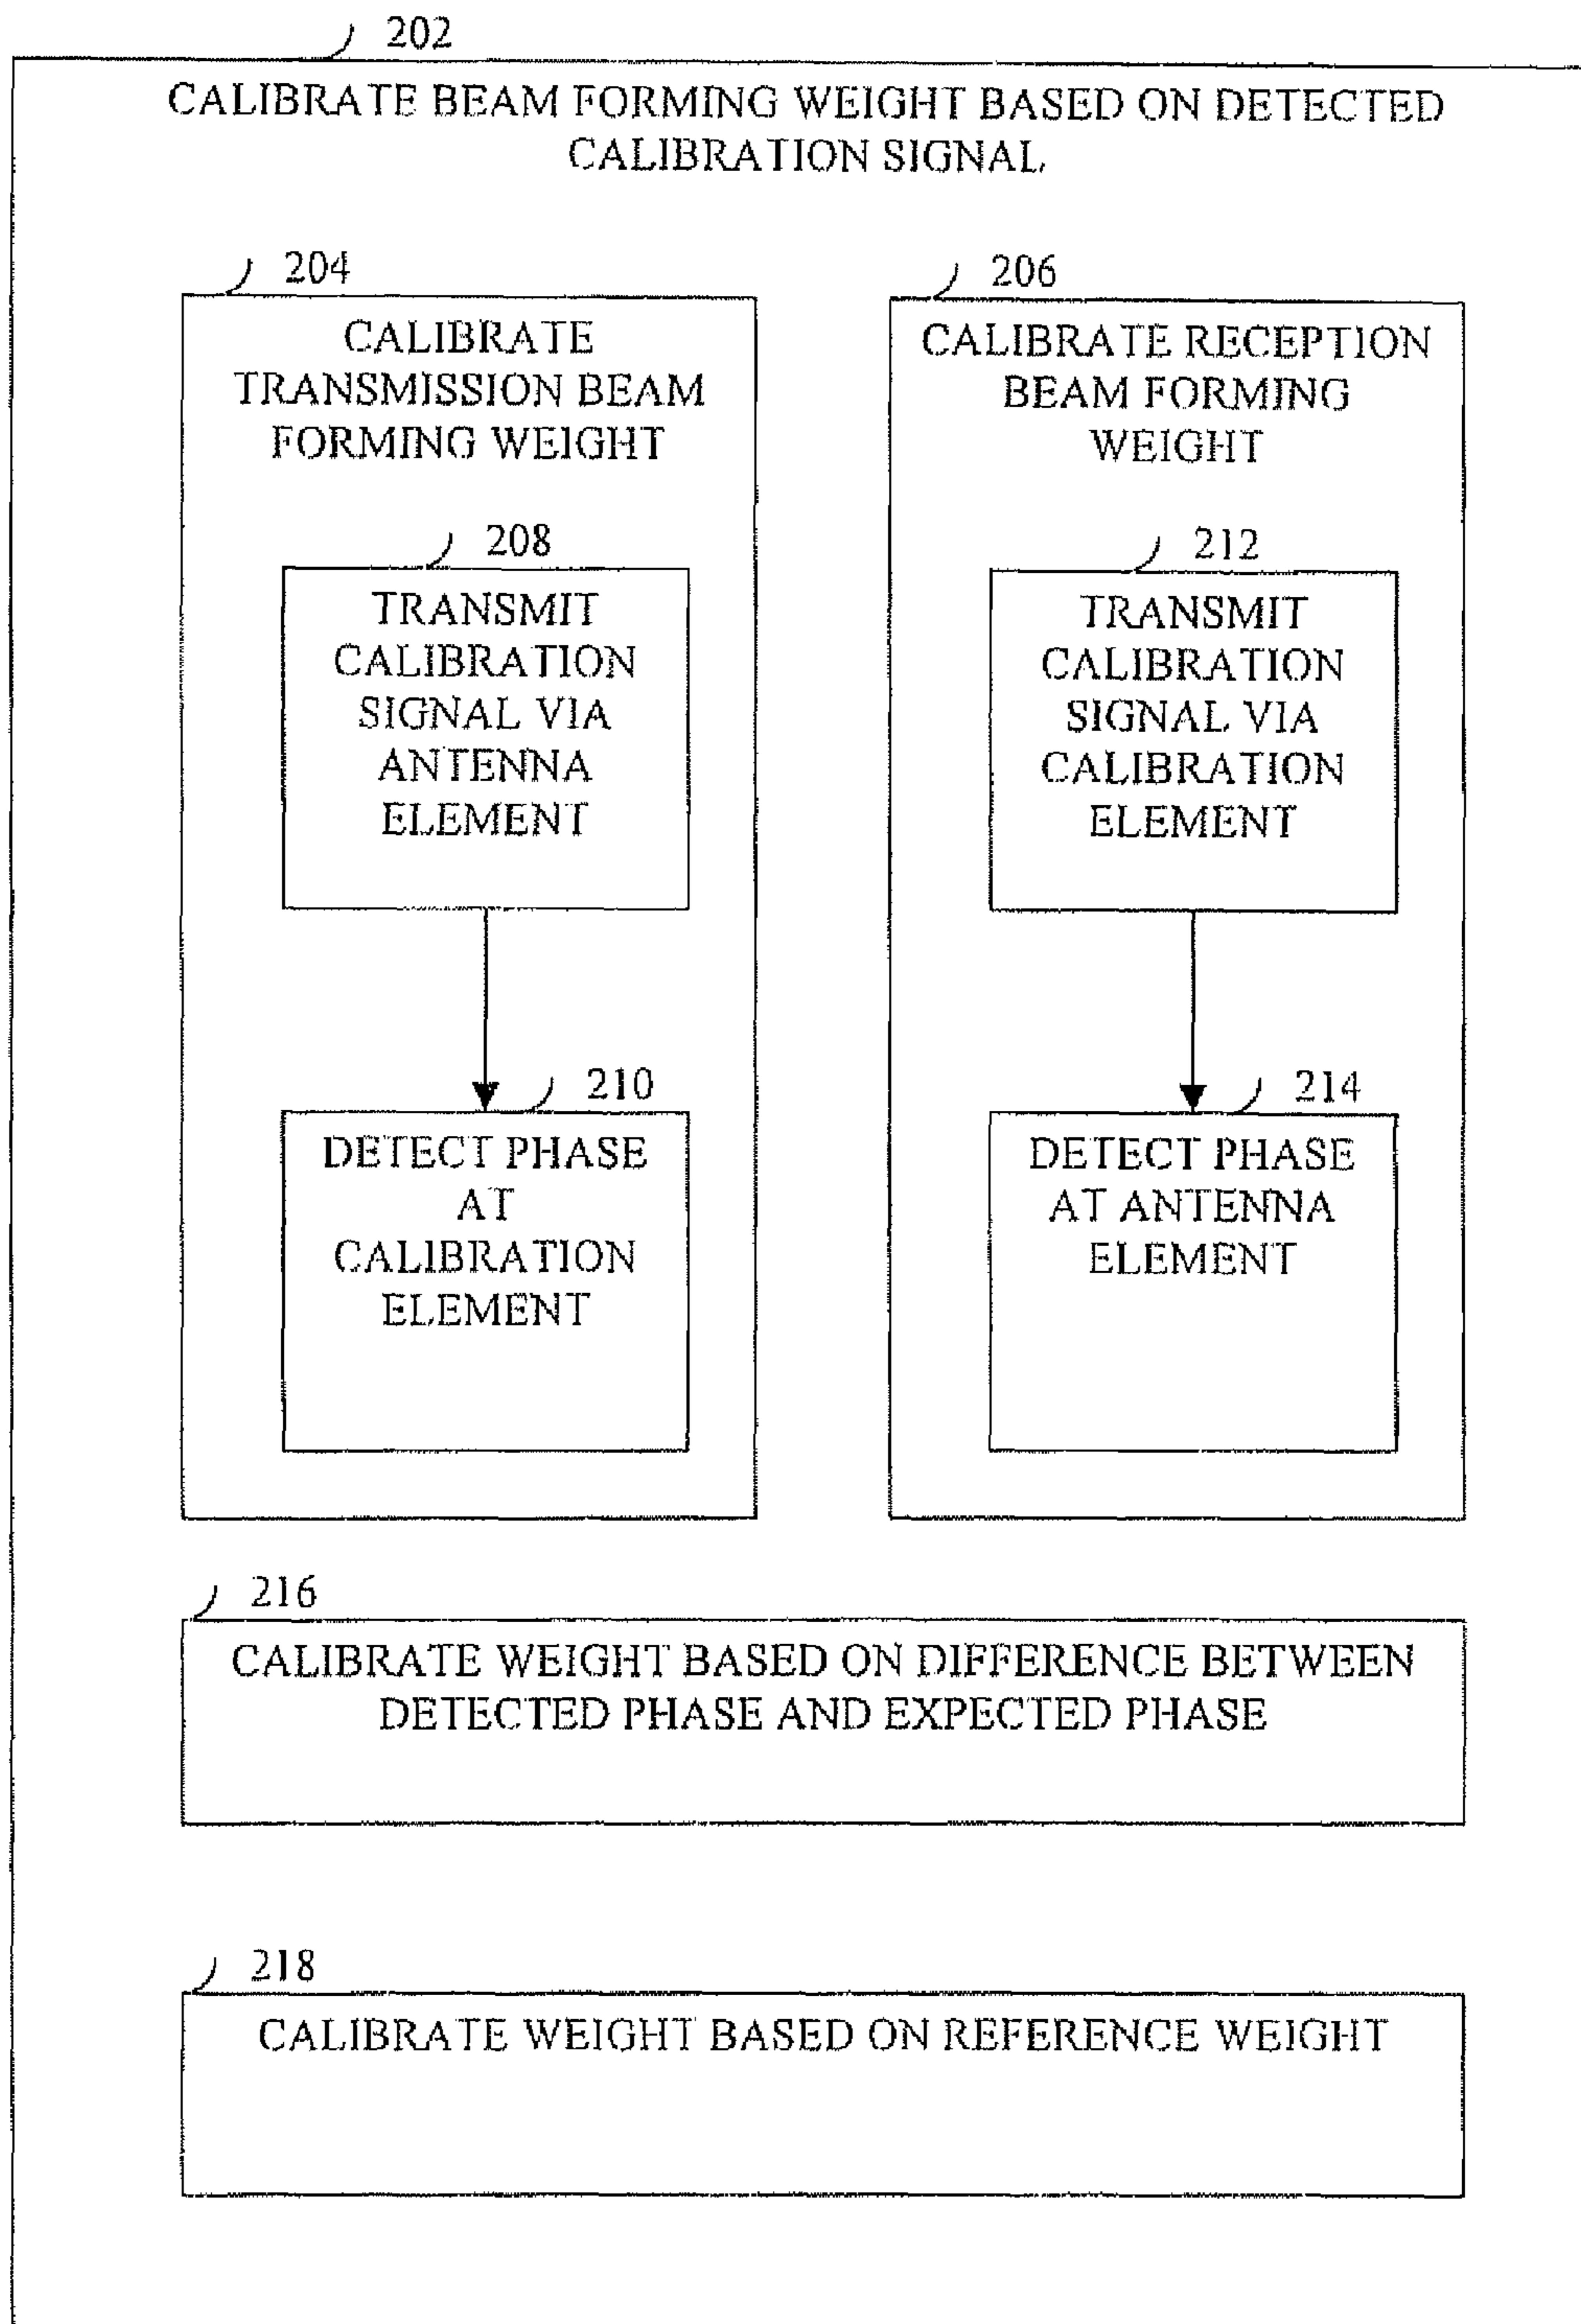 202
CALIBRATE BEAM FORMING WEIGHT BASED ON DETECTED
CALIBRATION SIGNAL
204
CALIBRATE
TRANSMISSION BEAM
FORMING WEIGHT
208
TRANSMIT
CALIBRATION
SIGNAL VIA
ANTENNA
ELEMENT
210
DETECT PHASE
AT
CALIBRATION
ELEMENT
206
CALIBRATE RECEPTION
BEAM FORMING
WEIGHT
212
TRANSMIT
CALIBRATION
SIGNAL VIA
CALIBRATION
ELEMENT
214
DETECT PHASE
AT ANTENNA
ELEMENT
216
CALIBRATE WEIGHT BASED ON DIFFERENCE BETWEEN
DETECTED PHASE AND EXPECTED PHASE
218
CALIBRATE WEIGHT BASED ON REFERENCE WEIGHT